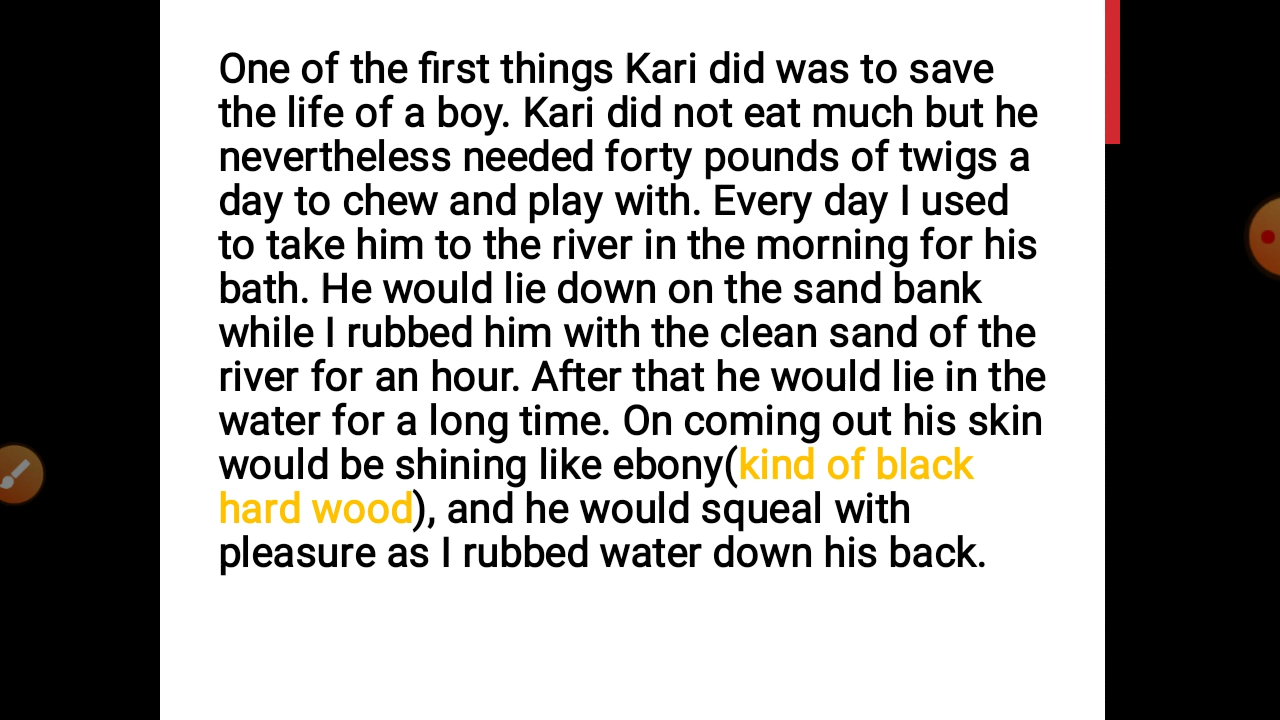 One of the first things Kari did was to save
the life of a boy. Kari did not eat much but he
nevertheless needed forty pounds of twigs a
day to chew and play with. Every day I used
to take him to the river in the morning for his
bath. He would lie down on the sand bank
while I rubbed him with the clean sand of the
river for an hour. After that he would lie in the
water for a long time. On coming out his skin
would be shining like ebony(kind of black
hard wood), and he would squeal with
pleasure as I rubbed water down his back.